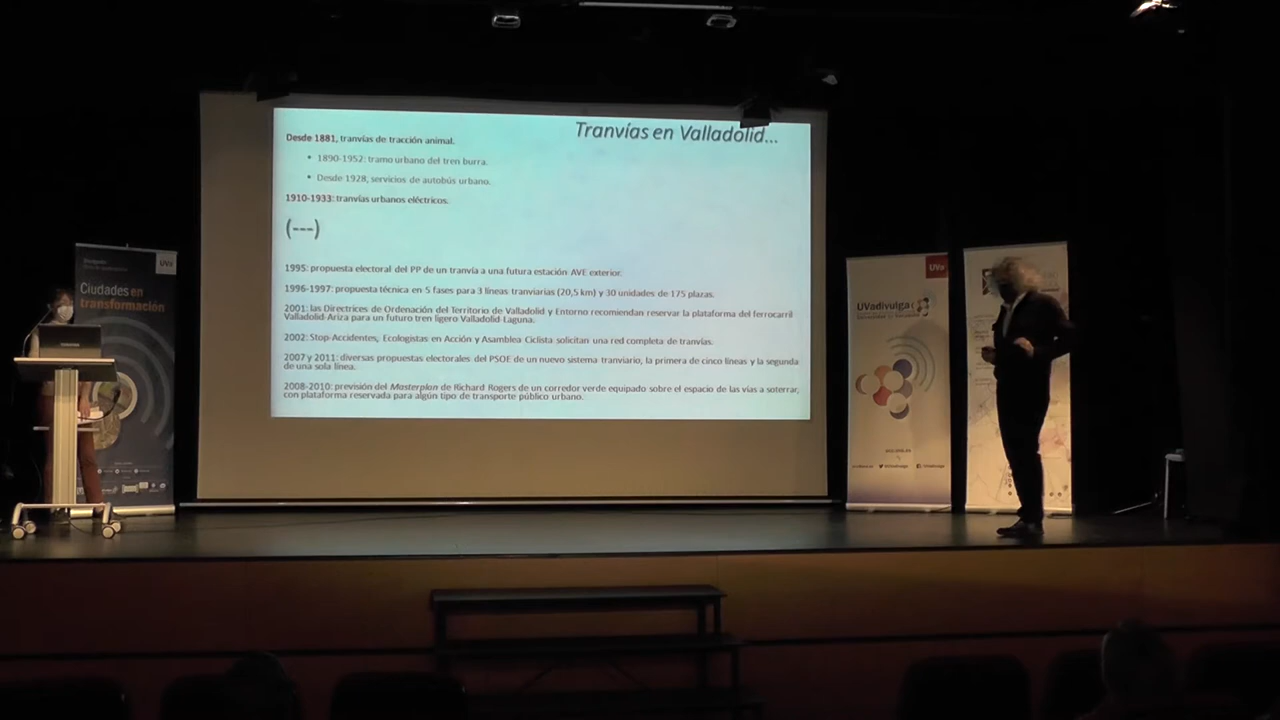 Tranvías en Valladolid...
Desde 1881, tranvías de tracción animal.
• 1890-1952: tramo urbano del tren burra.
• Desde 1928, servicios de autobús urbano.
1910-1933: tranvías urbanos eléctricos.
(---)
1995: propuesta electoral del PP de un tranvía a una futura estación AVE exterior.
1996-1997: propuesta técnica en 5 fases para 3 líneas tranviarias (20,5 km) y 30 unidades de 175 plazas.
2001: las Directrices de Ordenación del Territorio de Valladolid y Entorno recomiendan reservar la plataforma del ferrocarril
Valladolid-Ariza para un futuro tren ligero Valladolid-Laguna.
2002: Stop-Accidentes, Ecologistas en Acción y Asamblea Ciclista solicitan una red completa de tranvías.
2007 y 2011: diversas propuestas electorales del PSOE de un nuevo sistema tranviario, la primera de cinco líneas y la segunda
de una sola línea.
2008-2010: previsión del Masterplan de Richard Rogers de un corredor verde equipado sobre el espacio de las vías a soterrar,
con plataforma reservada para algún tipo de transporte público urbano.
UVa
Ciudades en
transformación
UVa
UVadivulga